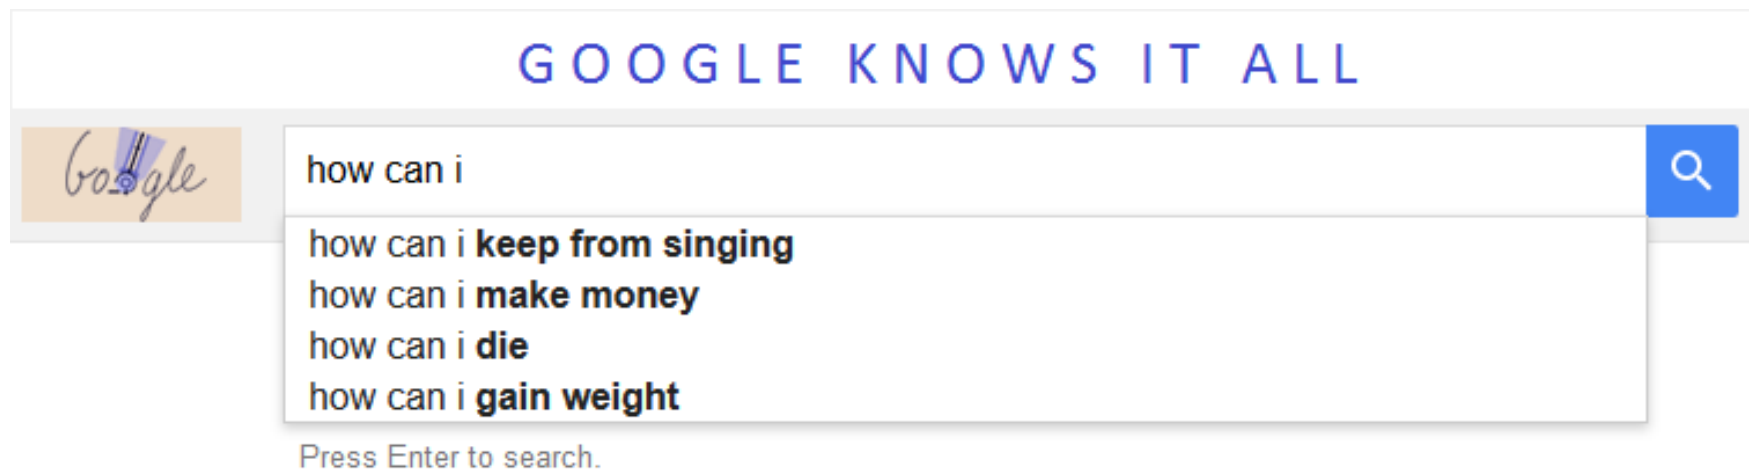 GOOGLE KNOWS IT ALL
Google
how can i
how can i keep from singing
how can i make money
how can i die
how can i gain weight
Press Enter to search.